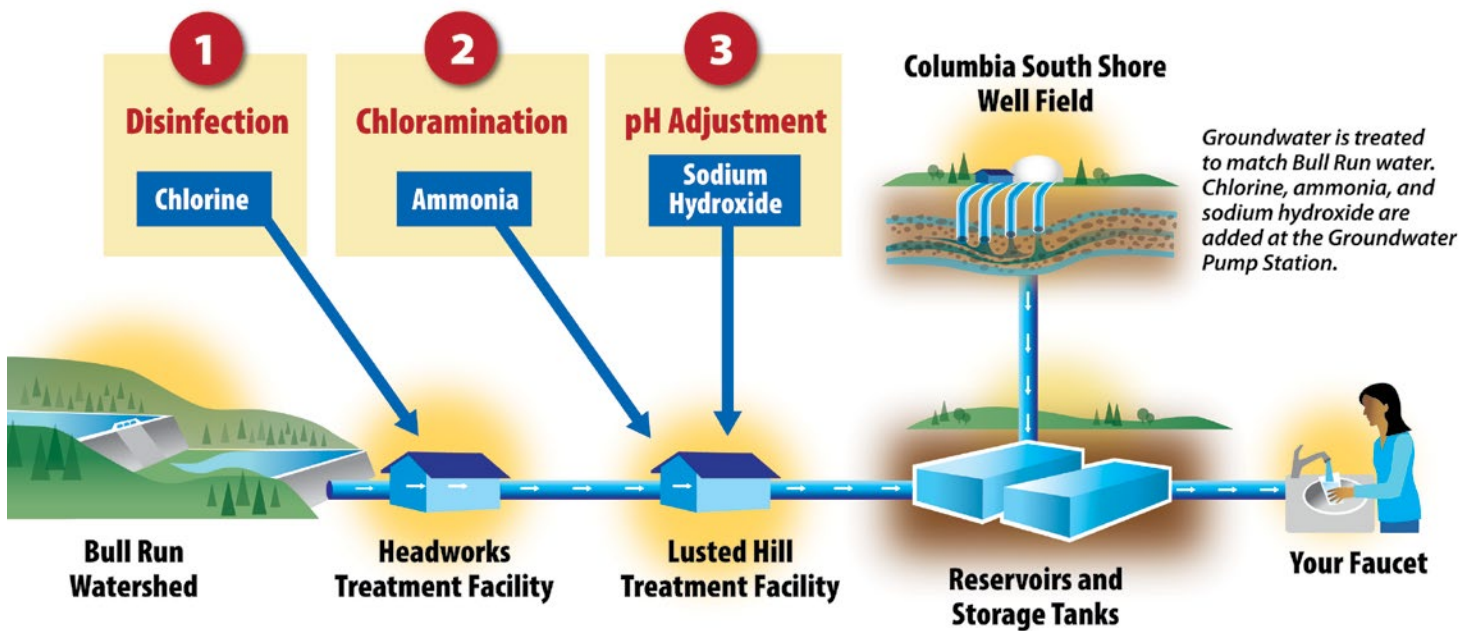 1
Disinfection
Chlorine
2
Chloramination
Ammonia
3
pH Adjustment
Sodium
Hydroxide
Columbia South Shore
Well Field
Groundwater is treated
to match Bull Run water.
Chlorine, ammonia, and
sodium hydroxide are
added at the Groundwater
Pump Station.
Bull Run
Watershed
Headworks
Treatment Facility
Lusted Hill
Treatment Facility
Reservoirs and
Storage Tanks
Your Faucet